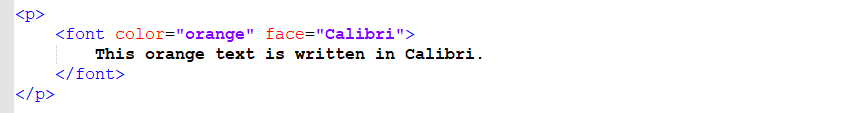 <p>
<font color="orange" face="Calibri">
This orange text is written in Calibri.
</font>
</p>